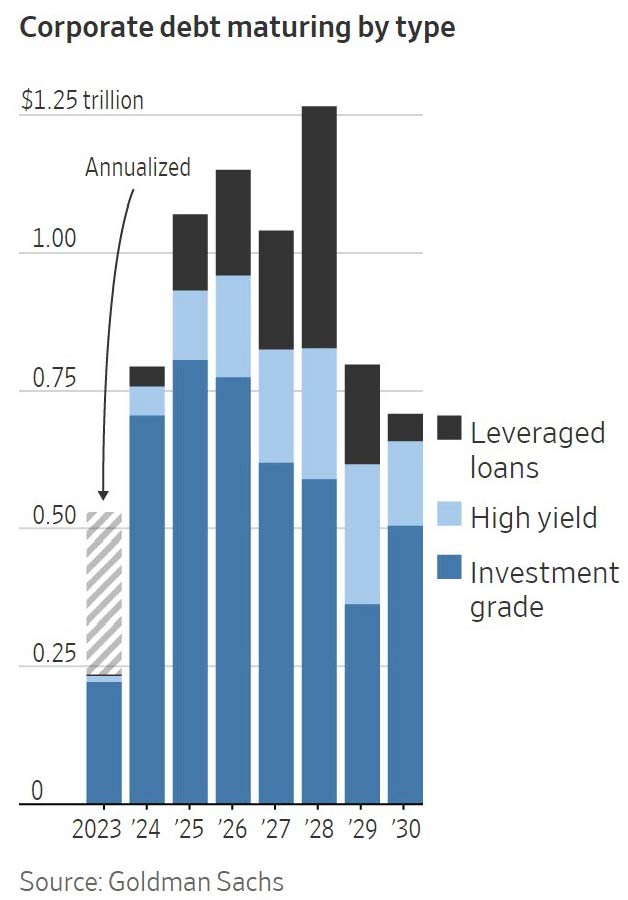 Corporate debt maturing by type
$1.25 trillion
Annualized
1.00
0.75
0.50
0.25
0
2023 ’24 ’25 ’26 ’27 ’28 ’29 ’30
Leveraged
loans
High yield
Investment
grade
Source: Goldman Sachs